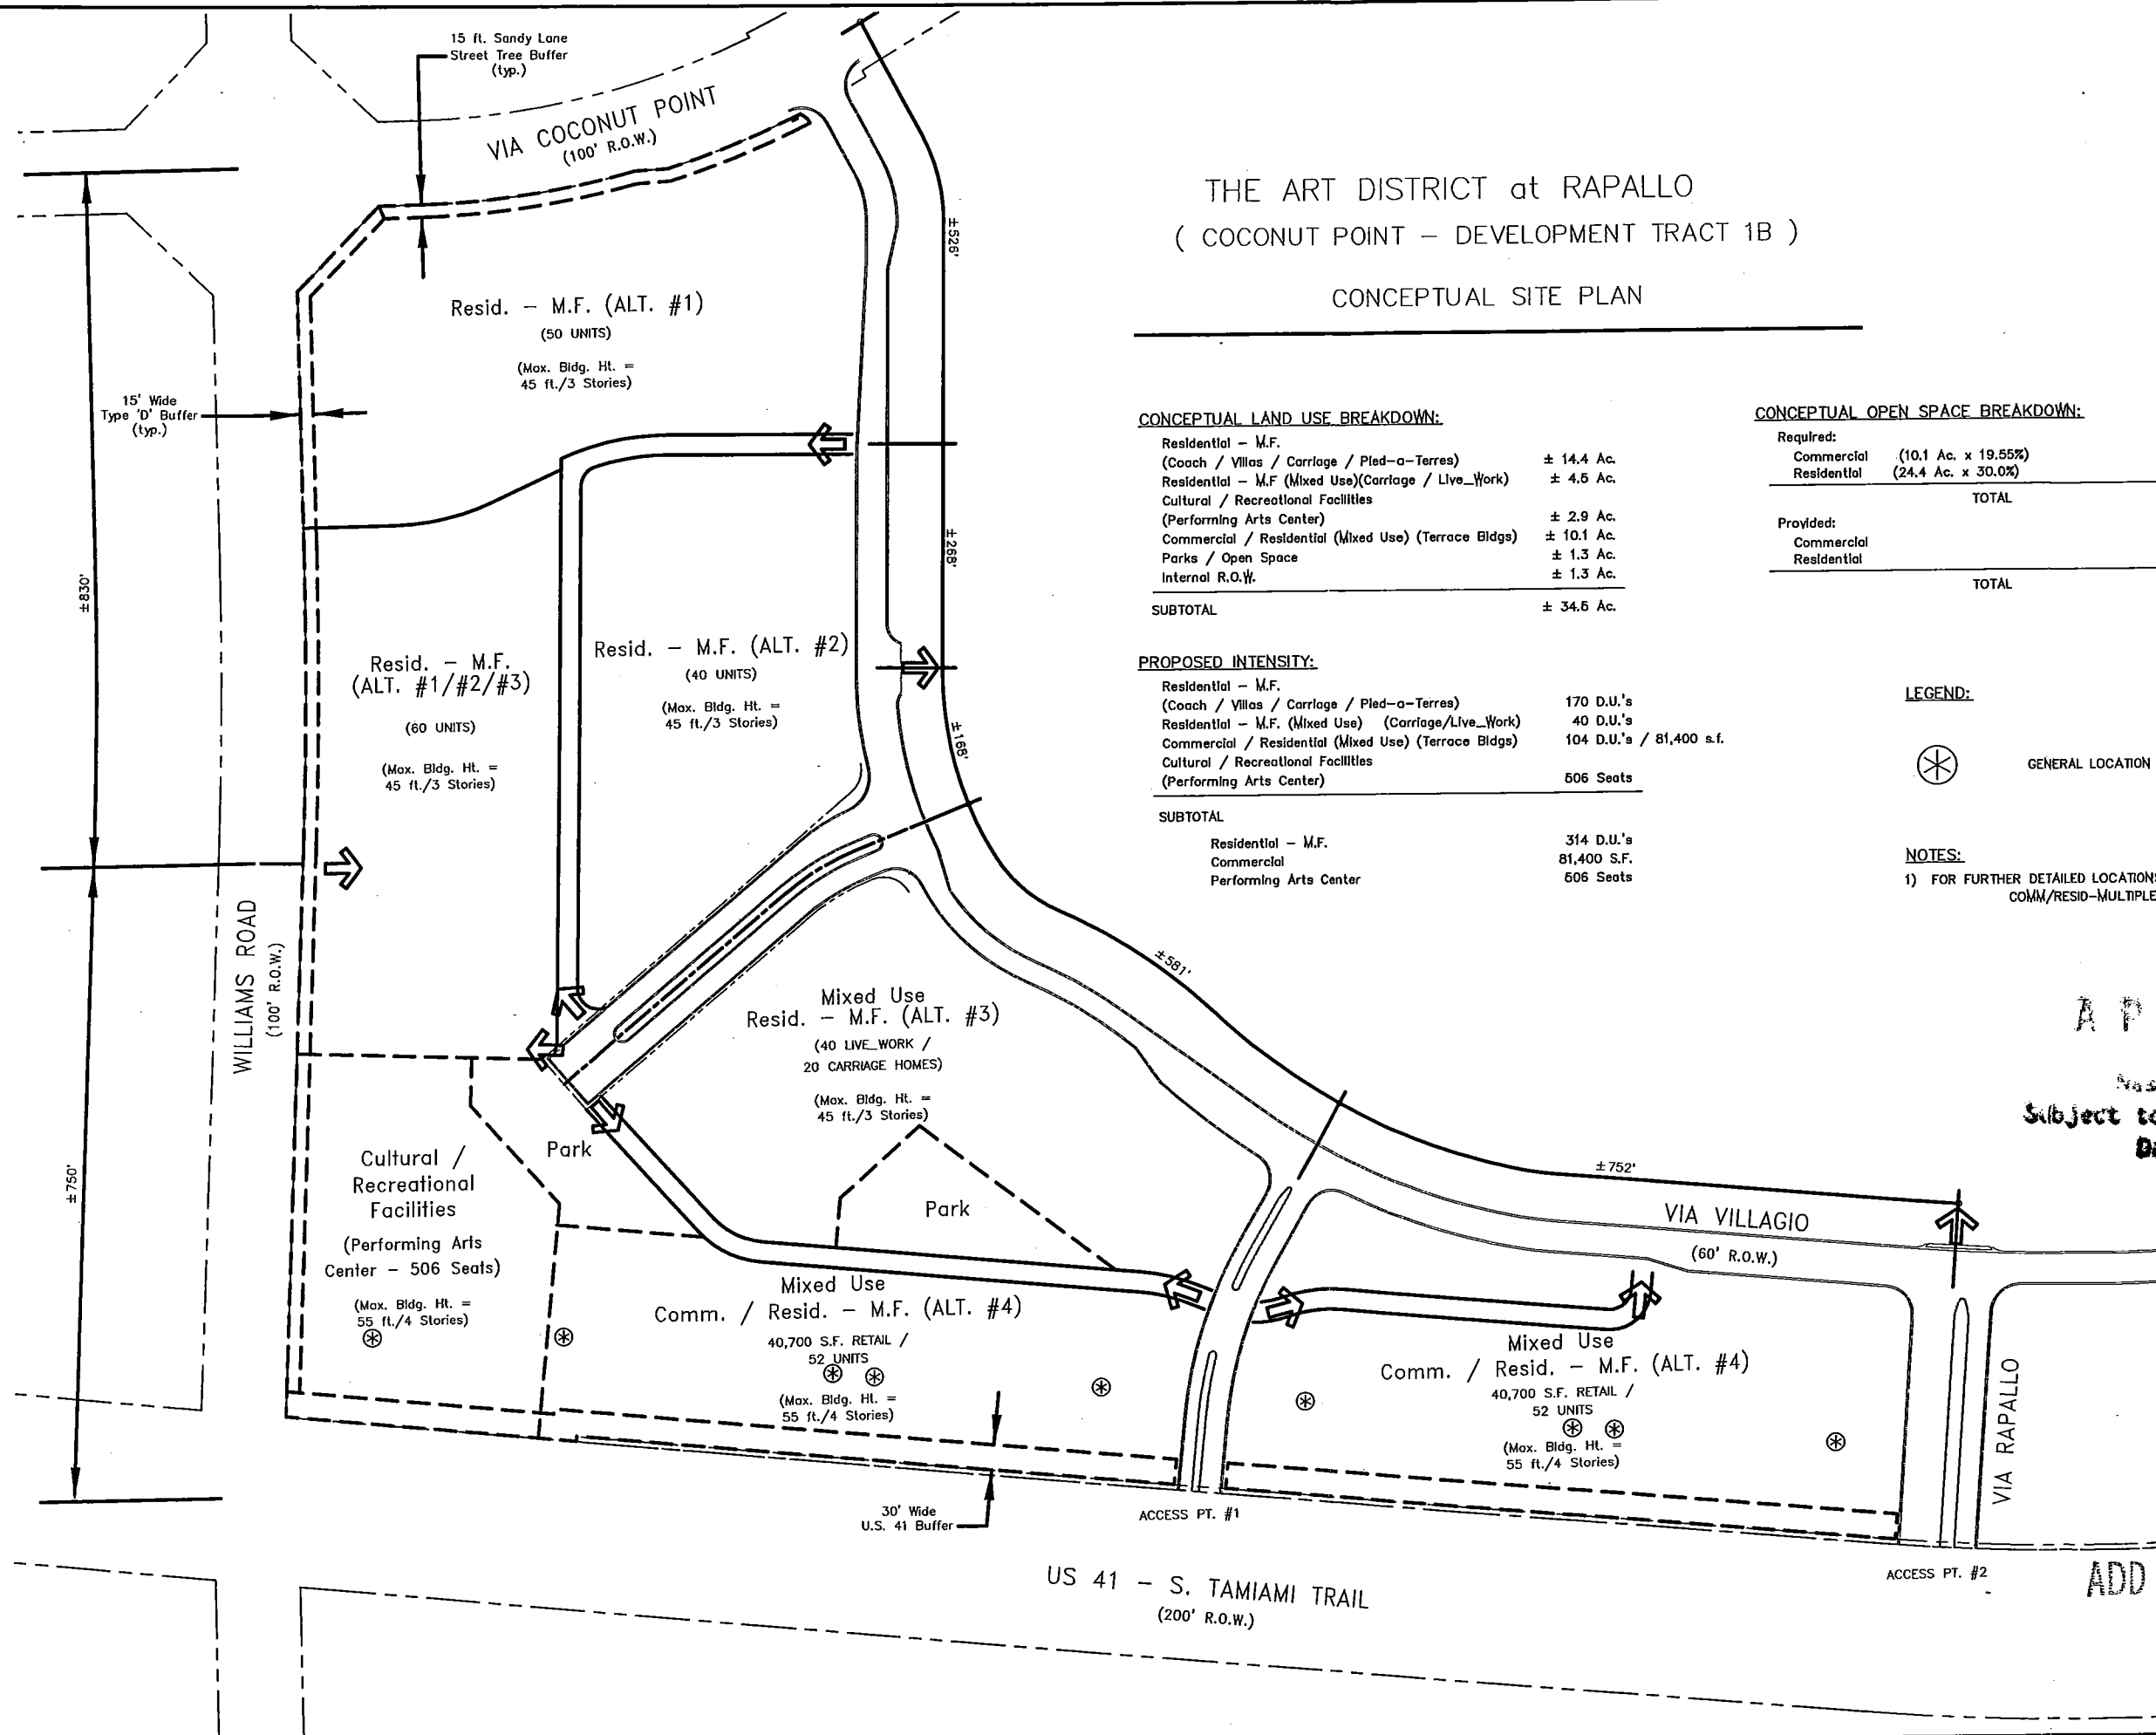 15 ft. Sandy Lane
Street Tree Buffer
(typ.)
VIA COCONUT POINT
(100' R.O.W.)
THE ART DISTRICT at RAPALLO
( COCONUT POINT – DEVELOPMENT TRACT 1B )
CONCEPTUAL SITE PLAN
±526'
Resid. – M.F. (ALT. #1)
(50 UNITS)
(Max. Bldg. Ht. =
45 ft./3 Stories)
15' Wide
Type 'D' Buffer
(typ.)
CONCEPTUAL LAND USE BREAKDOWN:
Residential – M.F.
(Coach / Villas / Carriage / Pied-a-Terres) ± 14.4 Ac.
Residential – M.F (Mixed Use)(Carriage / Live_Work) ± 4.5 Ac.
Cultural / Recreational Facilities
(Performing Arts Center) ± 2.9 Ac.
Commercial / Residential (Mixed Use) (Terrace Bldgs) ± 10.1 Ac.
Parks / Open Space ± 1.3 Ac.
Internal R.O.W. ± 1.3 Ac.
SUBTOTAL ± 34.5 Ac.
CONCEPTUAL OPEN SPACE BREAKDOWN:
Required:
Commercial (10.1 Ac. x 19.55%)
Residential (24.4 Ac. x 30.0%)
TOTAL
Provided:
Commercial
Residential
TOTAL
±830'
±268'
Resid. – M.F.
(ALT. #1/#2/#3)
(60 UNITS)
(Max. Bldg. Ht. =
45 ft./3 Stories)
Resid. – M.F. (ALT. #2)
(40 UNITS)
(Max. Bldg. Ht. =
45 ft./3 Stories)
±168'
PROPOSED INTENSITY:
Residential – M.F.
(Coach / Villas / Carriage / Pied-a-Terres) 170 D.U.'s
Residential – M.F. (Mixed Use) (Carriage/Live_Work) 40 D.U.'s
Commercial / Residential (Mixed Use) (Terrace Bldgs) 104 D.U.'s / 81,400 s.f.
Cultural / Recreational Facilities
(Performing Arts Center) 506 Seats
SUBTOTAL
Residential – M.F. 314 D.U.'s
Commercial 81,400 S.F.
Performing Arts Center 506 Seats
LEGEND:
GENERAL LOCATION
NOTES:
1) FOR FURTHER DETAILED LOCATIONS
COMM/RESID-MULTIPLE
WILLIAMS ROAD
(100' R.O.W.)
±581'
Mixed Use
Resid. – M.F. (ALT. #3)
(40 LIVE_WORK /
20 CARRIAGE HOMES)
(Max. Bldg. Ht. =
45 ft./3 Stories)
A P
Subject to
±750'
Cultural /
Recreational
Facilities
(Performing Arts
Center – 506 Seats)
(Max. Bldg. Ht. =
55 ft./4 Stories)
Park
Park
±752'
VIA VILLAGIO
(60' R.O.W.)
Mixed Use
Comm. / Resid. – M.F. (ALT. #4)
40,700 S.F. RETAIL /
52 UNITS
(Max. Bldg. Ht. =
55 ft./4 Stories)
Mixed Use
Comm. / Resid. – M.F. (ALT. #4)
40,700 S.F. RETAIL /
52 UNITS
(Max. Bldg. Ht. =
55 ft./4 Stories)
VIA RAPALLO
30' Wide
U.S. 41 Buffer
ACCESS PT. #1
ACCESS PT. #2
US 41 – S. TAMIAMI TRAIL
(200' R.O.W.)
ADD